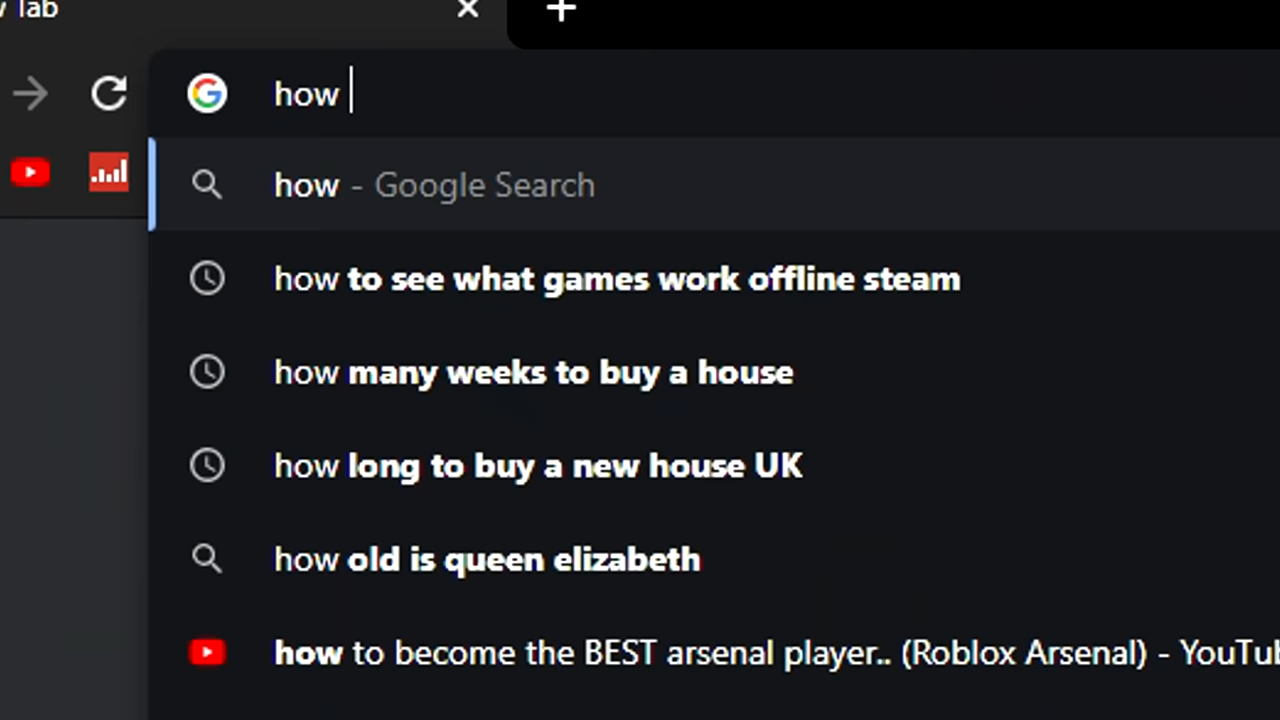 Tab
how
how - Google Search
how to see what games work offline steam
how many weeks to buy a house
how long to buy a new house UK
how old is queen elizabeth
how to become the BEST arsenal player.. (Roblox Arsenal) -